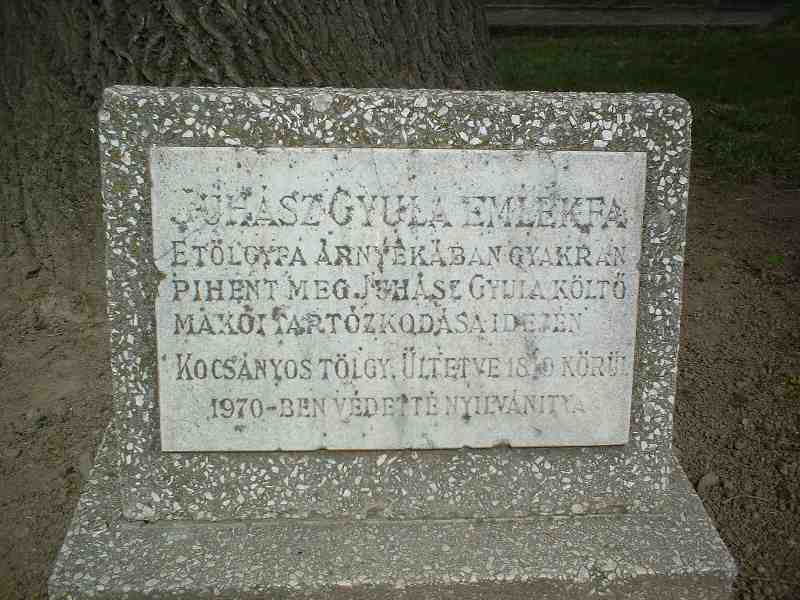 JUHÁSZ GYULA EMLÉKFA
E TÖLGYFA ÁRNYÉKÁBAN GYAKRAN
PIHENT MEG JUHÁSZ GYULA KÖLTŐ
MAKÓI TARTÓZKODÁSA IDEJÉN
KOCSÁNYOS TÖLGY, ÜLTETVE KÖRÜL
1970-BEN VÉDETTÉ NYILVÁNITVA